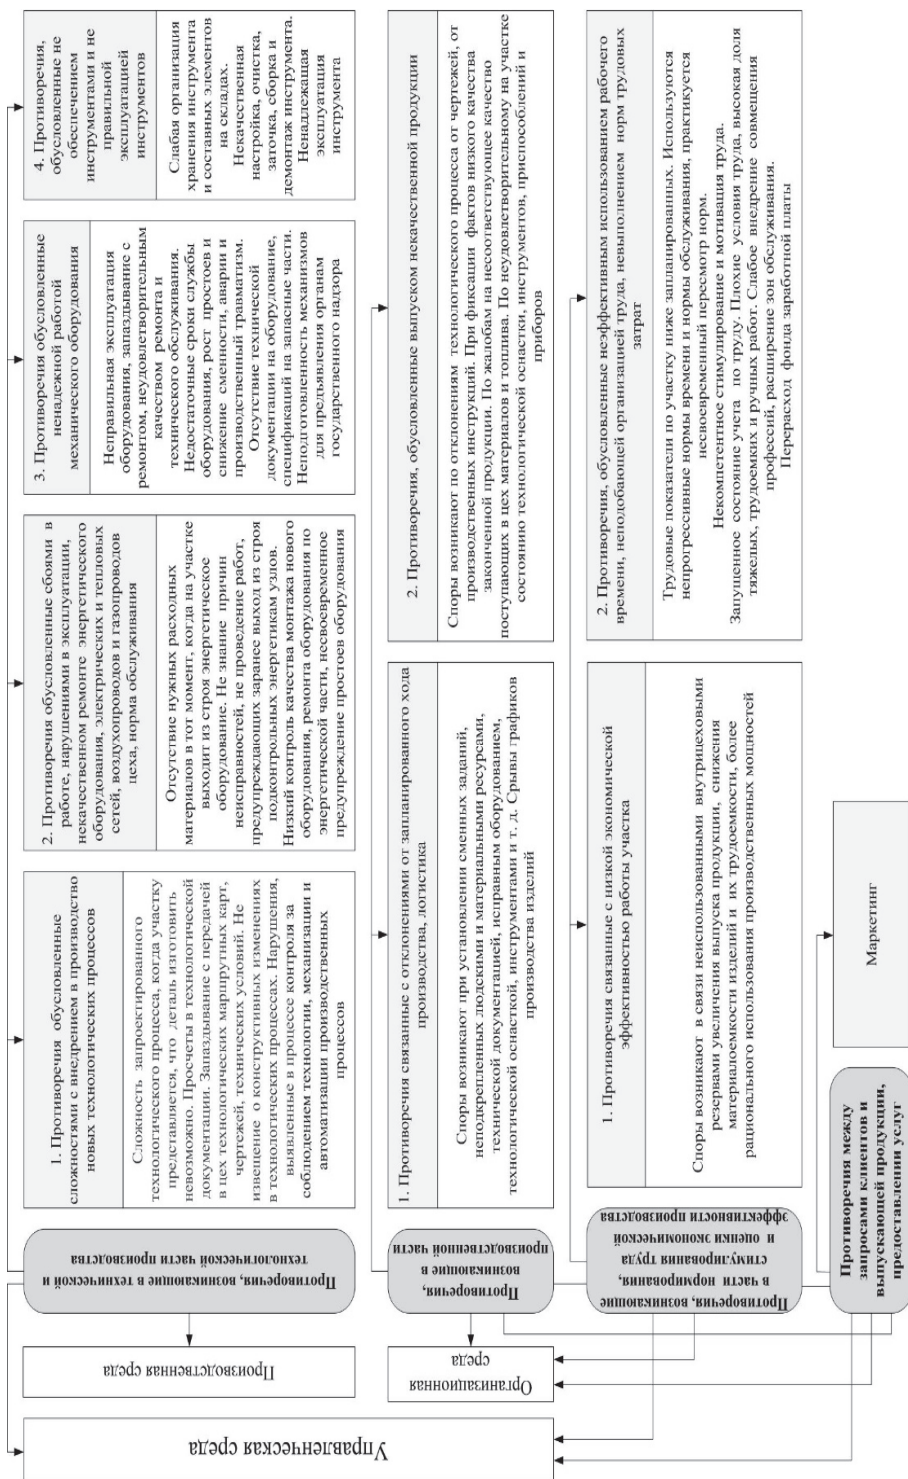 Управленческая среда
Производственная среда
Противоречия, возникающие в технической и
технологической части производства
1. Противоречия обусловленные
сложностями с внедрением в производство
новых технологических процессов
Сложность запроектированного
технологического процесса, когда участку
представляется, что деталь изготовить
невозможно. Просчеты в технологической
документации. Запаздывание с передачей
в цех технологических маршрутных карт,
чертежей, технических условий. Не
извещение о конструктивных изменениях
в технологических процессах. Нарушения,
выявленные в процессе контроля за
соблюдением технологии, механизации и
автоматизации производственных
процессов
2. Противоречия обусловленные сбоями в
работе, нарушениями в эксплуатации,
некачественном ремонте энергетического
оборудования, электрических и тепловых
сетей, воздухопроводов и газопроводов
цеха, норма обслуживания
Отсутствие нужных расходных
материалов в тот момент, когда на участке
выходит из строя энергетическое
оборудование. Не знание причин
неисправностей, не проведение работ,
предупреждающих заранее выход из строя
подконтрольных энергетикам узлов.
Низкий контроль качества монтажа нового
оборудования, ремонта оборудования по
энергетической части, несвоевременное
предупреждение простоев оборудования
3. Противоречия обусловленные
ненадежной работой
механического оборудования
Неправильная эксплуатация
оборудования, запаздывание с
ремонтом, неудовлетворительным
качеством ремонта и
технического обслуживания.
Недостаточные сроки службы
оборудования, рост простоев и
снижение сменности, аварии и
производственный травматизм.
Отсутствие технической
документации на оборудование,
спецификаций на запасные части.
Неподготовленность механизмов
для предъявления органам
государственного надзора
4. Противоречия,
обусловленные не
обеспечением
инструментами и не
правильной
эксплуатацией
инструментов
Слабая организация
хранения инструмента
и составных элементов
на складах.
Некачественная
настройка, очистка,
заточка, сборка и
демонтаж инструмента.
Ненадлежащая
эксплуатация
инструмента
Организационная
среда
Противоречия,
возникающие в
производственной части
1. Противоречия связанные с отклонениями от запланированного хода
производства, логистика
Споры возникают при установлении сменных заданий,
неподкрепленных людскими и материальными ресурсами,
технической документацией, исправным оборудованием,
технологической оснасткой, инструментами и т. д. Срывы графиков
производства изделий
2. Противоречия, обусловленные выпуском некачественной продукции
Споры возникают по отклонениям технологического процесса от чертежей, от
производственных инструкций. При фиксации фактов низкого качества
законченной продукции. По жалобам на несоответствующее качество
поступающих в цех материалов и топлива. По неудовлетворительному на участке
состоянию технологической оснастки, инструментов, приспособлений и
приборов
Противоречия, возникающие
в части нормирования,
стимулирования труда
и оценки экономической
эффективности производства
1. Противоречия связанные с низкой экономической
эффективностью работы участка
Споры возникают в связи неиспользованными внутрицеховыми
резервами увеличения выпуска продукции, снижения
материалоемкости изделий и их трудоемкости, более
рационального использования производственных мощностей
2. Противоречия, обусловленные неэффективным использованием рабочего
времени, неподобающей организацией труда, невыполнением норм трудовых
затрат
Трудовые показатели по участку ниже запланированных. Используются
непрогрессивные нормы времени и нормы обслуживания, практикуется
несвоевременный пересмотр норм.
Некомпетентное стимулирование и мотивация труда.
Запущенное состояние учета по труду. Плохие условия труда, высокая доля
тяжелых, трудоемких и ручных работ. Слабое внедрение совмещения
профессий, расширение зон обслуживания.
Перерасход фонда заработной платы
Противоречия между
запросами клиентов и
выпускающей продукции,
предоставлении услуг
Маркетинг